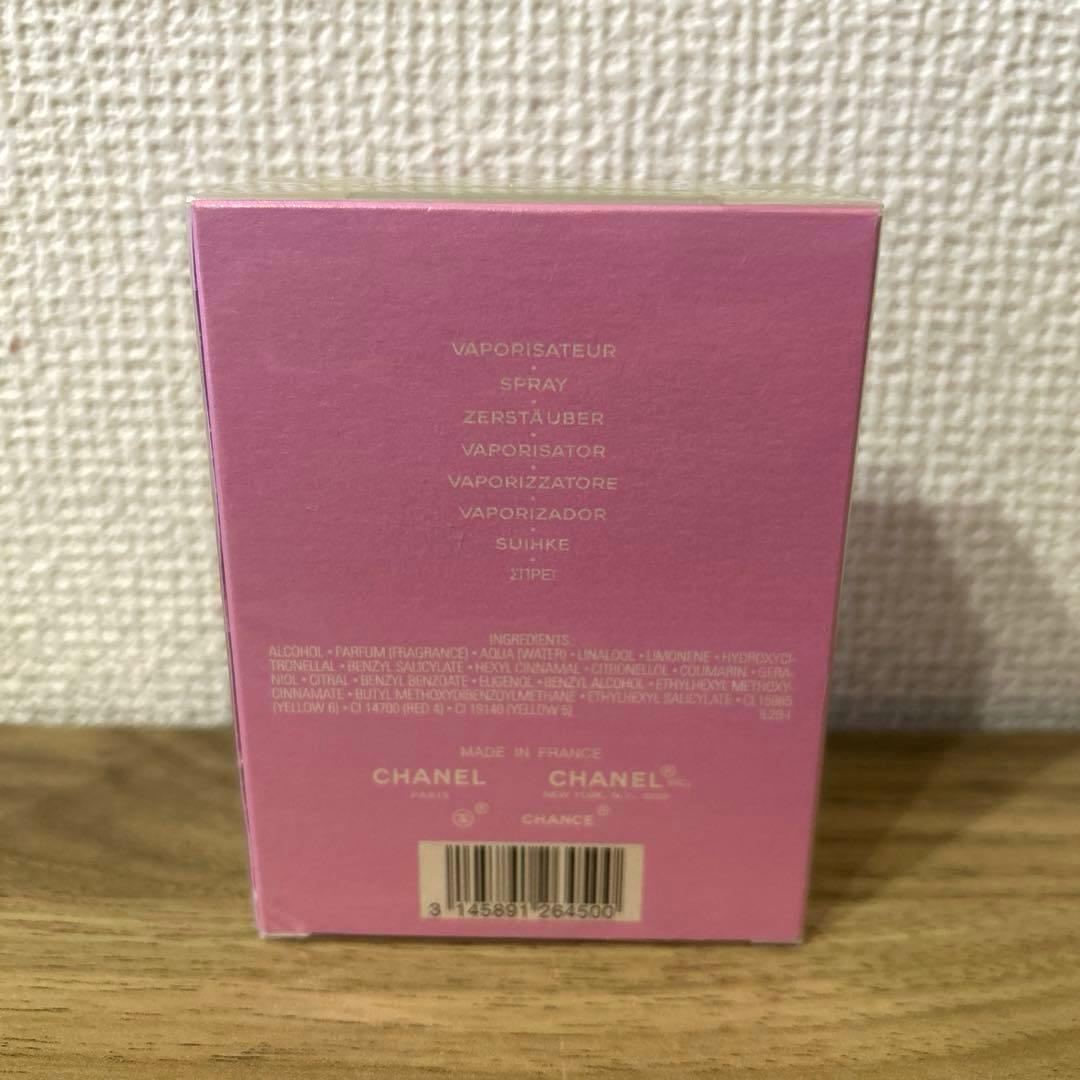 VAPORISATEUR
SPRAY
ZERSTÄUBER
VAPORISATOR
VAPORIZZATORE
VAPORIZADOR
SUIHKE
ΣΠΡΕΪ
INGREDIENTS:
ALCOHOL • PARFUM (FRAGRANCE) • AQUA (WATER) • LINALOOL • LIMONENE • HYDROXYCI-
TRONELLAL • BENZYL SALICYLATE • HEXYL CINNAMAL • CITRONELLOL • COUMARIN • GERA-
NIOL • CITRAL • BENZYL BENZOATE • EUGENOL • BENZYL ALCOHOL • ETHYLHEXYL METHOXY-
CINNAMATE • BUTYL METHOXYDIBENZOYLMETHANE • ETHYLHEXYL SALICYLATE • CI 15985
(YELLOW 6) • CI 14700 (RED 4) • CI 19140 (YELLOW 5)
MADE IN FRANCE
CHANEL CHANEL®
PARIS NEW YORK, N.Y.
® CHANCE®
3 145891 264500